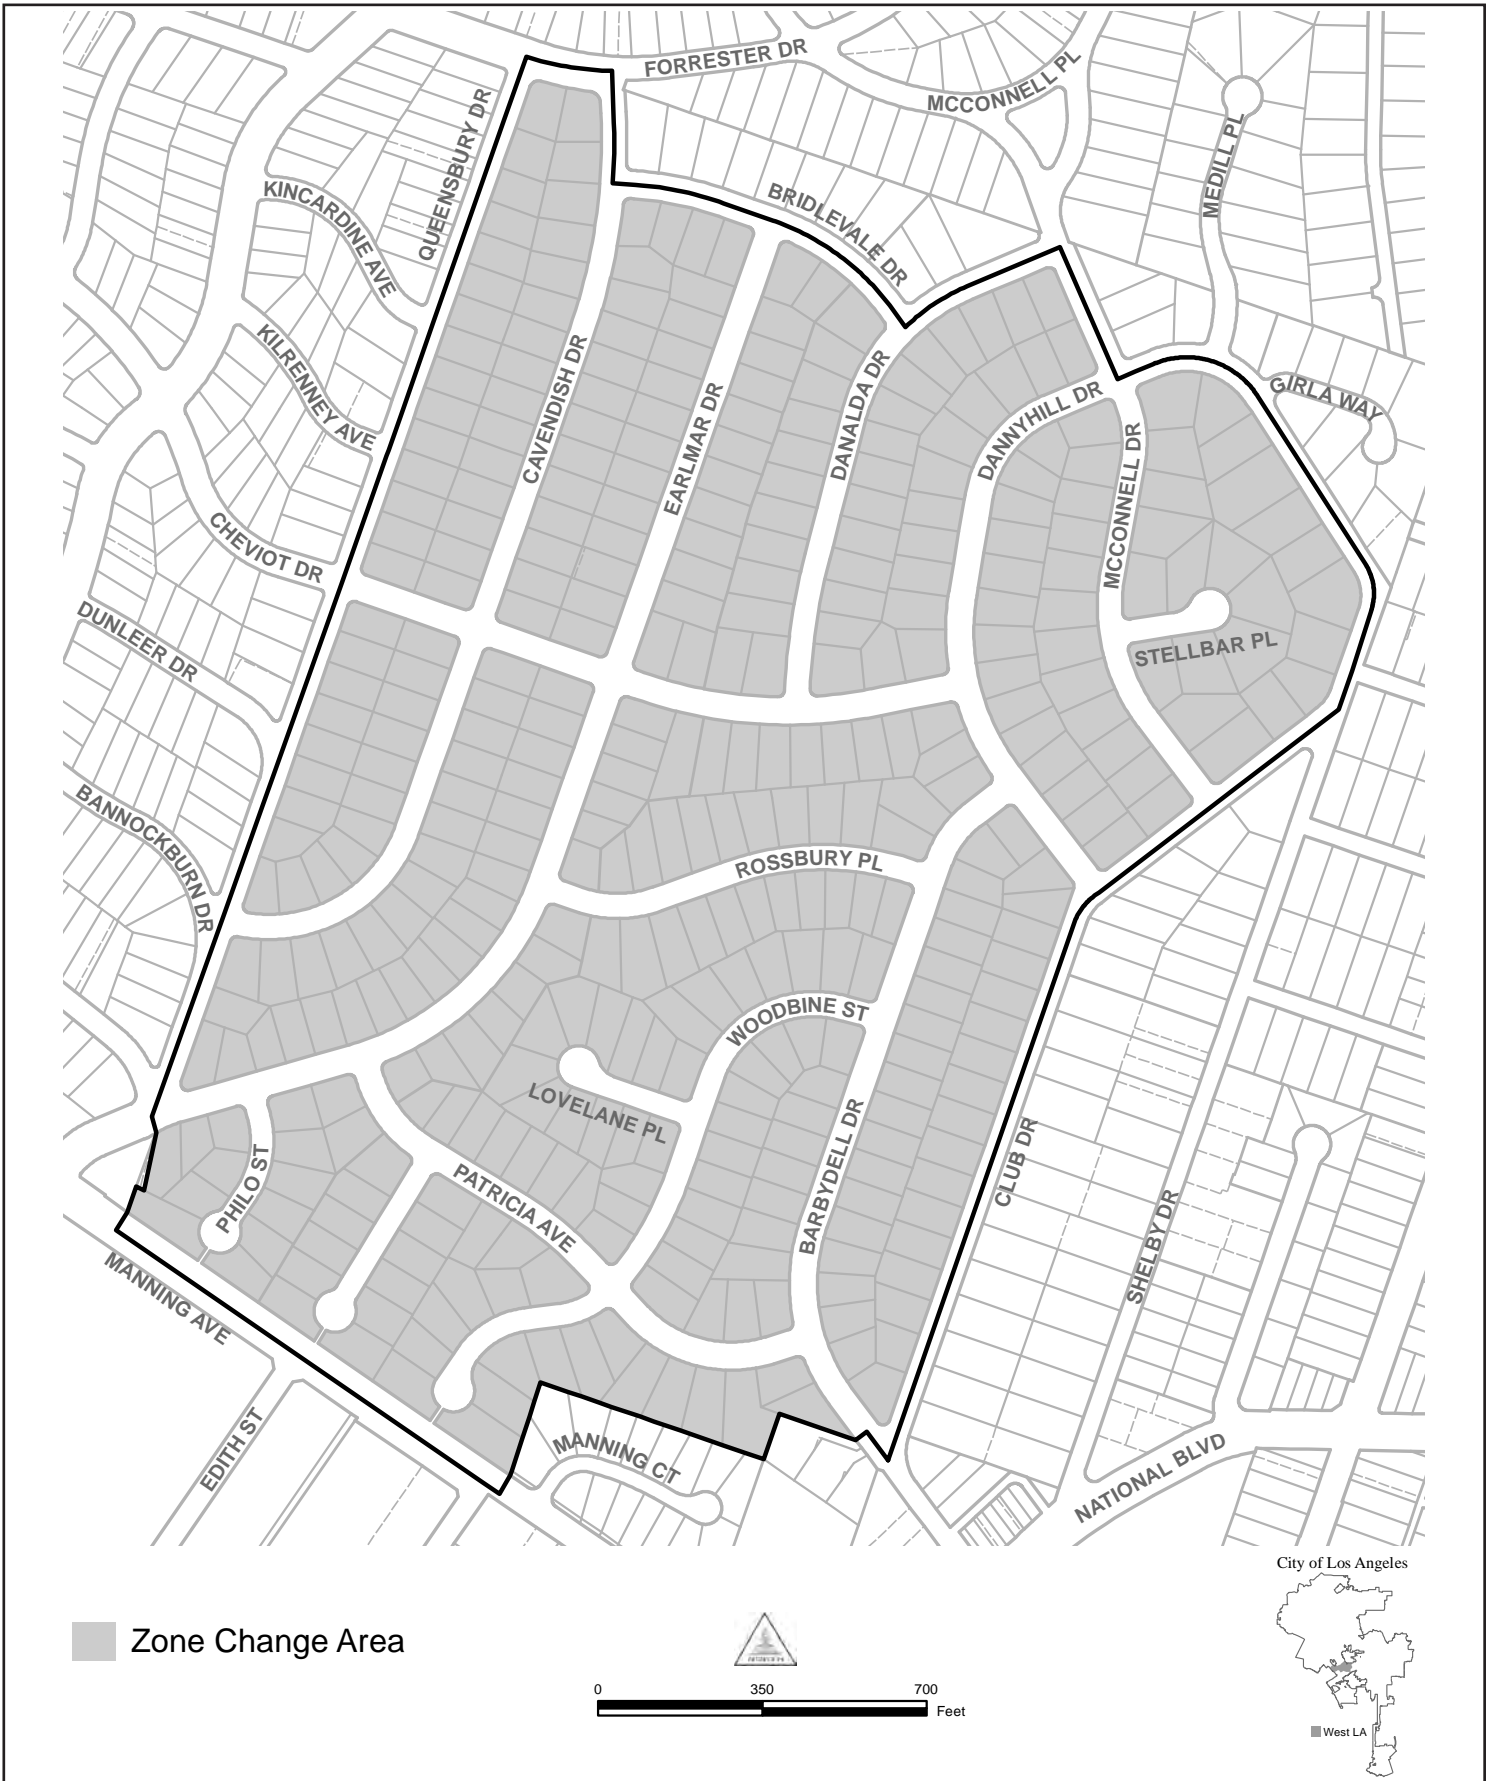 FORRESTER DR
MCCONNELL PL
QUEENSBURY DR
MEDILL PL
KINCARDINE AVE
BRIDLEVALE DR
KILRENNEY AVE
CAVENDISH DR
EARLMAR DR
DANALDA DR
DANNYHILL DR
GIRLA WAY
MCCONNELL DR
CHEVIOT DR
DUNLEER DR
STELLBAR PL
BANNOCKBURN DR
ROSSBURY PL
WOODBINE ST
LOVELANE PL
PHILO ST
PATRICIA AVE
BARBYDELL DR
CLUB DR
SHELBY DR
MANNING AVE
EDITH ST
MANNING CT
NATIONAL BLVD
City of Los Angeles
Zone Change Area
0 350 700
Feet
West LA